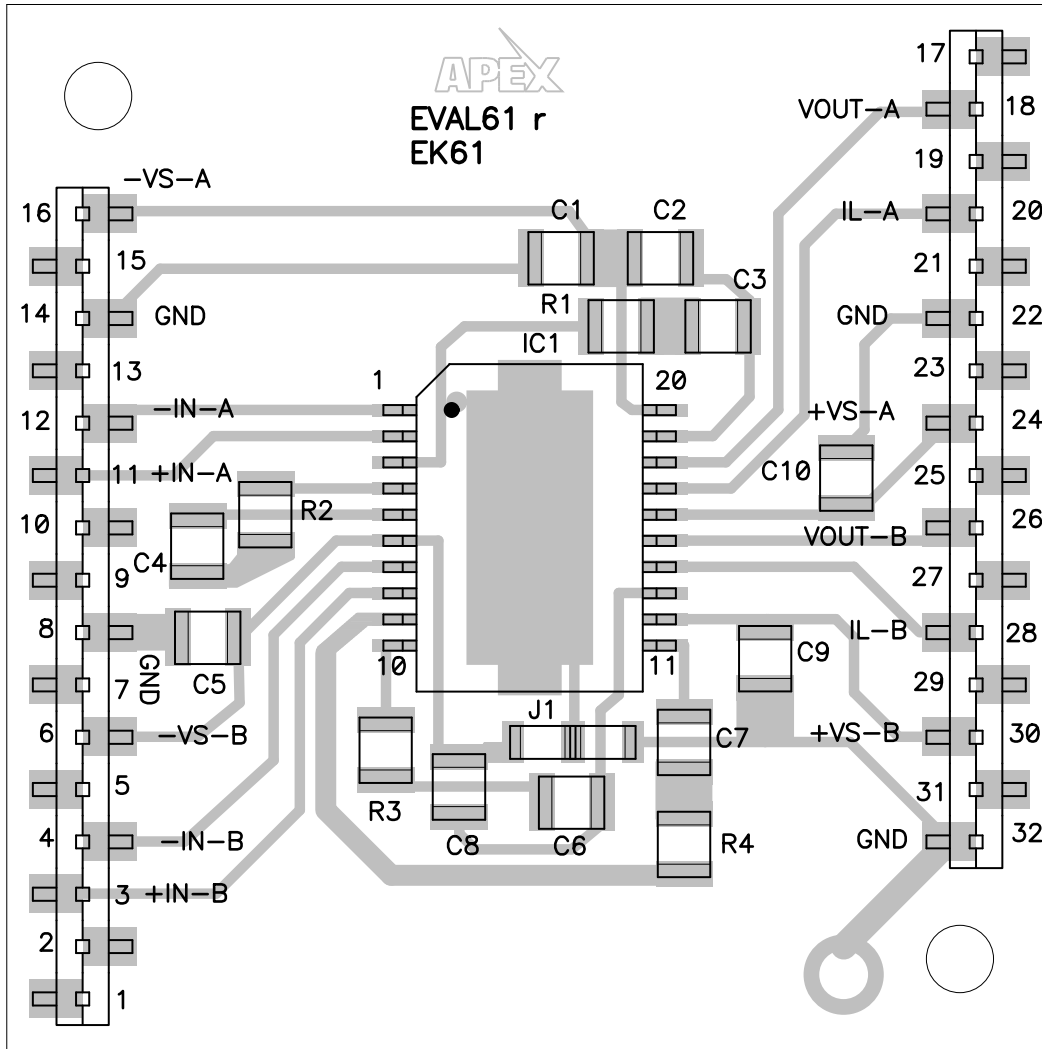 APEX
EVAL61 r
EK61
17
VOUT-A
18
19
-VS-A
16
C1
C2
IL-A
20
15
21
14
GND
R1
C3
GND
22
IC1
13
23
1
20
12
-IN-A
+VS-A
24
11
+IN-A
C10
25
10
R2
26
VOUT-B
C4
9
27
8
IL-B
28
GND
10
11
C9
7
C5
29
6
-VS-B
J1
C7
+VS-B
30
5
31
R3
4
-IN-B
C8
C6
R4
GND
32
3
+IN-B
2
1